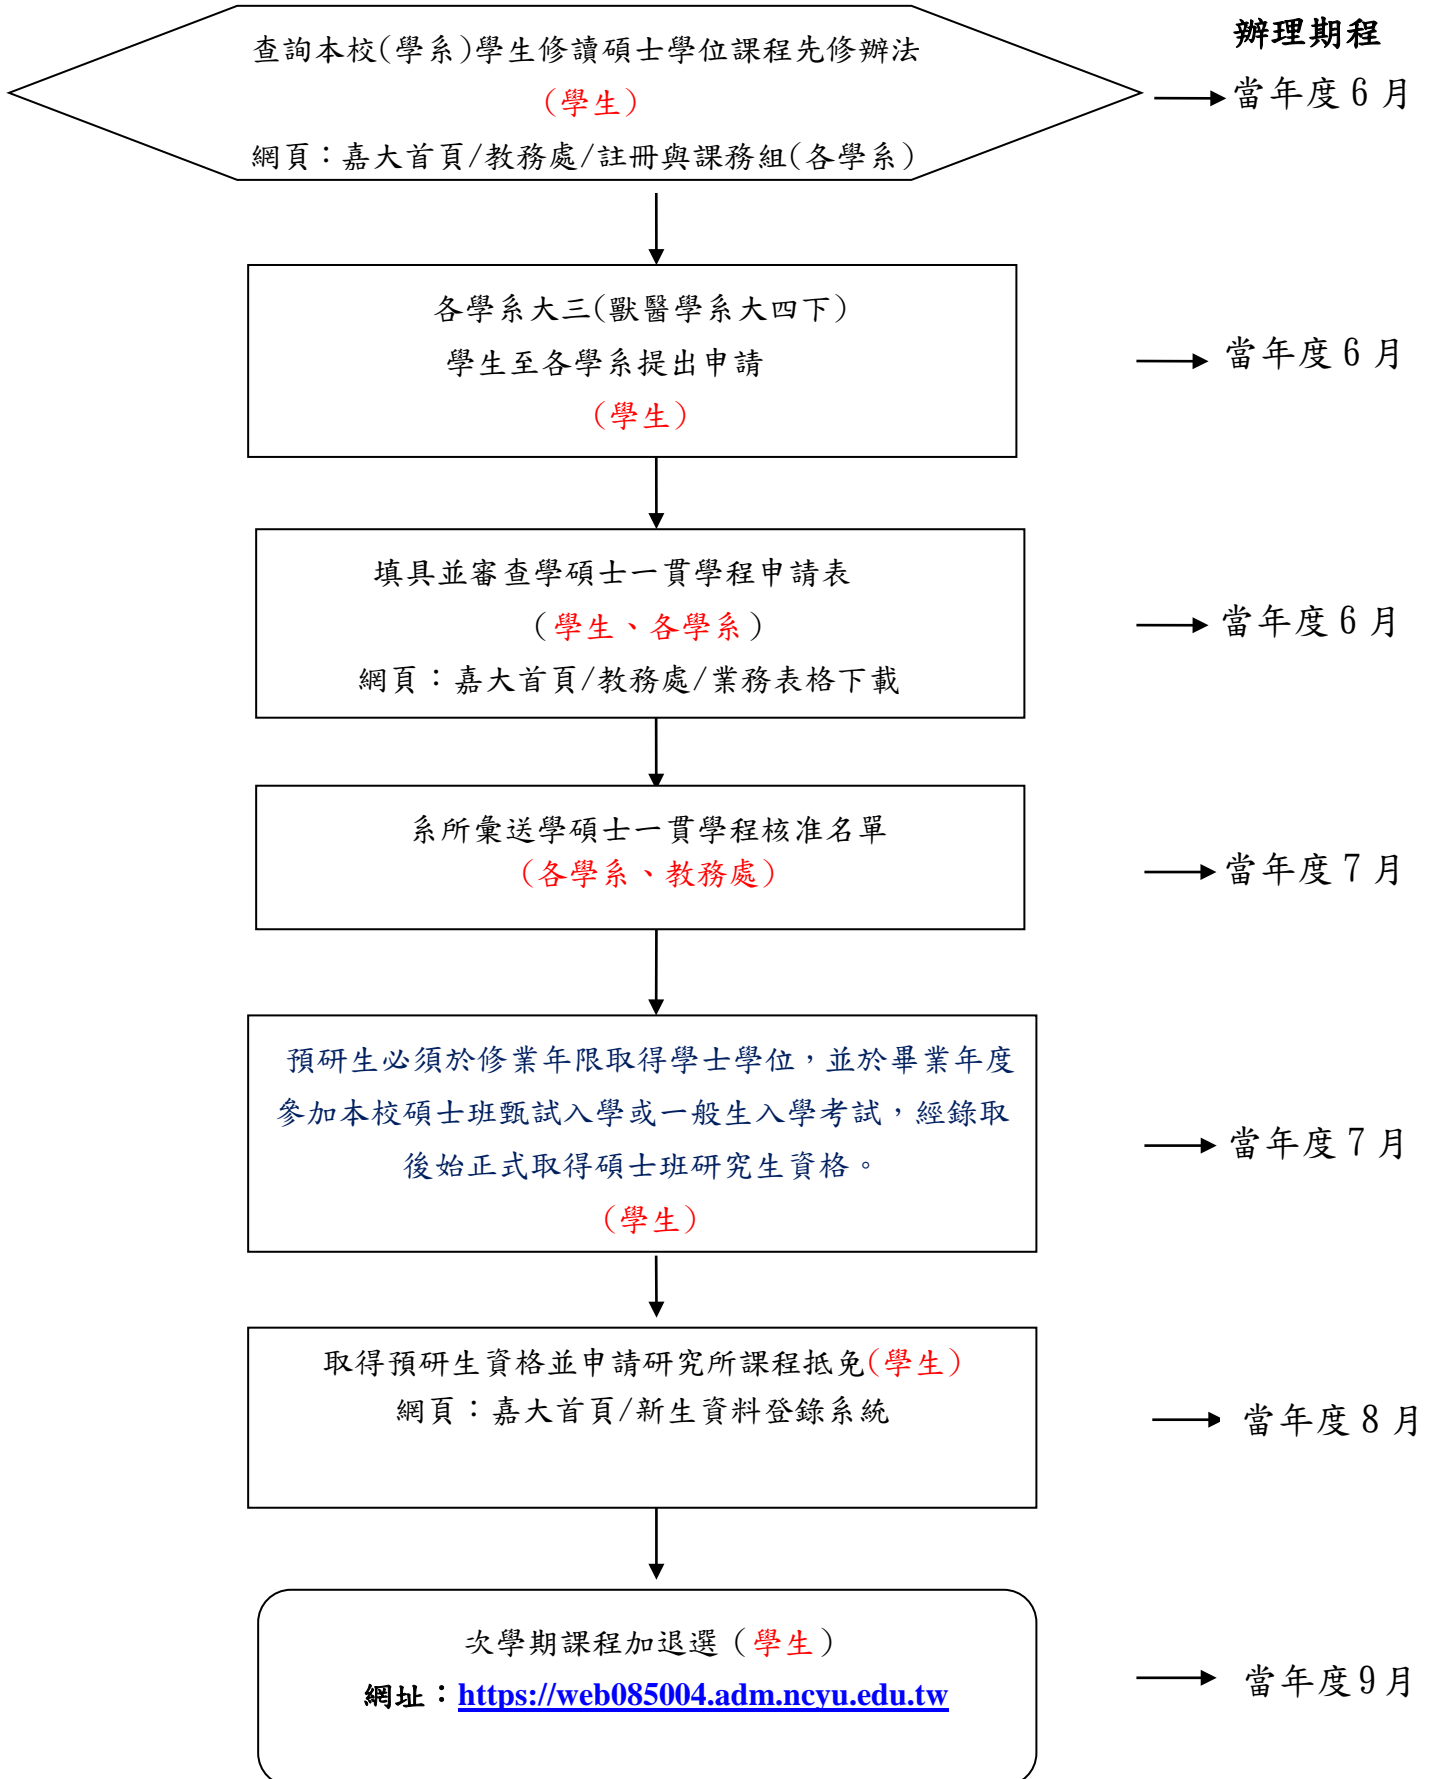 辦理期程
查詢本校(學系)學生修讀碩士學位課程先修辦法
(學生)
網頁：嘉大首頁/教務處/註冊與課務組(各學系)
當年度 6 月
各學系大三(獸醫學系大四下)
學生至各學系提出申請
(學生)
當年度 6 月
填具並審查學碩士一貫學程申請表
(學生、各學系)
網頁：嘉大首頁/教務處/業務表格下載
當年度 6 月
系所彙送學碩士一貫學程核准名單
(各學系、教務處)
當年度 7 月
預研生必須於修業年限取得學士學位，並於畢業年度
參加本校碩士班甄試入學或一般生入學考試，經錄取
後始正式取得碩士班研究生資格。
(學生)
當年度 7 月
取得預研生資格並申請研究所課程抵免(學生)
網頁：嘉大首頁/新生資料登錄系統
當年度 8 月
次學期課程加退選（學生）
網址：https://web085004.adm.ncyu.edu.tw
當年度 9 月